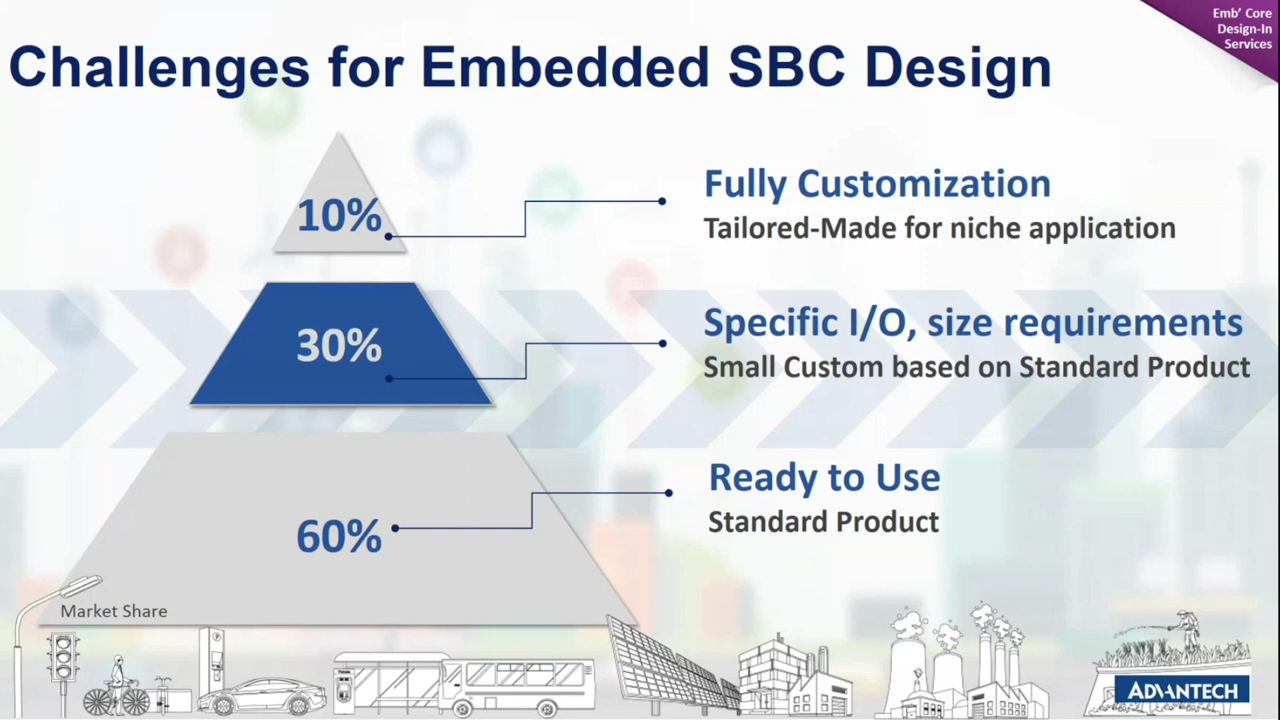 Emb' Core
Design-In
Services
Challenges for Embedded SBC Design
10%
Fully Customization
Tailored-Made for niche application
30%
Specific I/O, size requirements
Small Custom based on Standard Product
60%
Ready to Use
Standard Product
Market Share
ADVANTECH